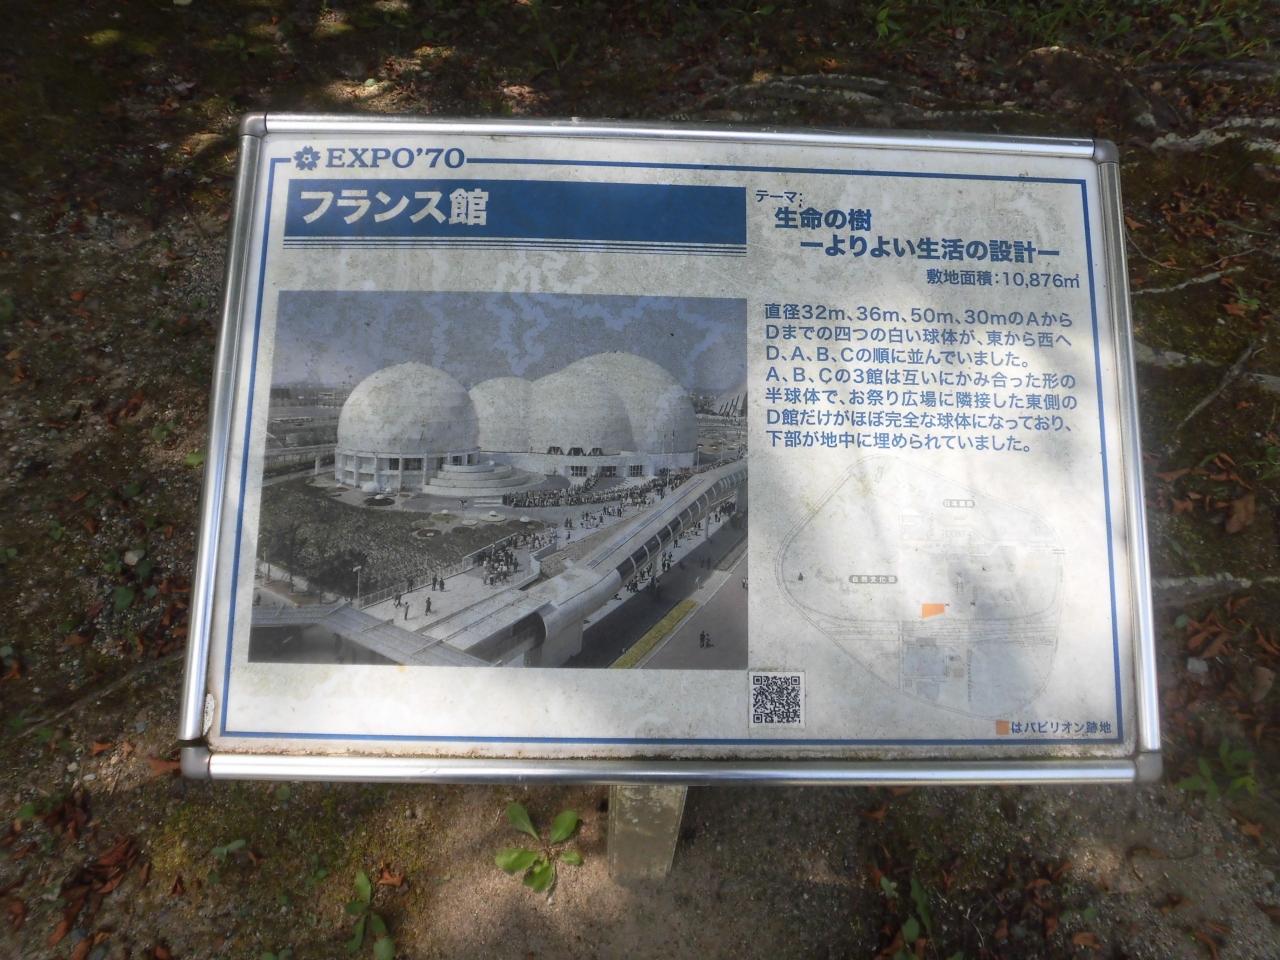 EXPO'70
フランス館
テーマ:
生命の樹
―よりよい生活の設計―
敷地面積:10,876㎡
直径32m、36m、50m、30mのAから
Dまでの四つの白い球体が、東から西へ
D、A、B、Cの順に並んでいました。
A、B、Cの3館は互いにかみ合った形の
半球体で、お祭り広場に隣接した東側の
D館だけがほぼ完全な球体になっており、
下部が地中に埋められていました。
はパビリオン跡地